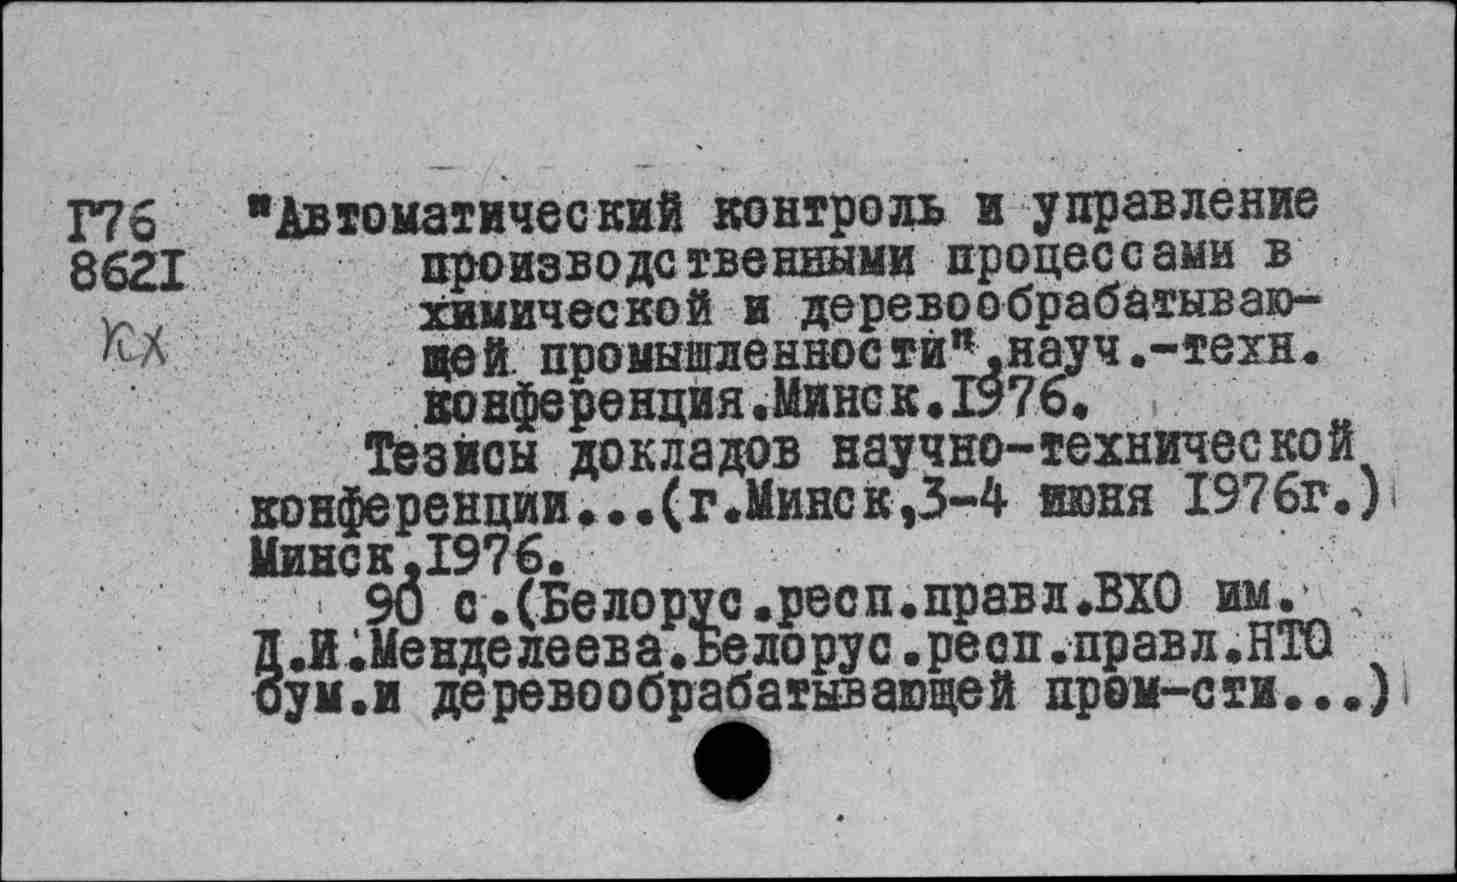 Г76 "Автоматический контроль и управление
8621 производственными процессами в
химической и деревообрабатываю-
Кх щей промышленности",науч.-техн.
конференция.Минск.1976.
Тезисы докладов научно-технической
конференции...(г.Минск,3-4 июня 1976г.)
Минск,1976.
90 с.(Белорус.респ.правл.ВХО им.
Д.И.Менделеева.Белорус.респ.правл.НТО
бум.и деревообрабатывающей пром-сти...)